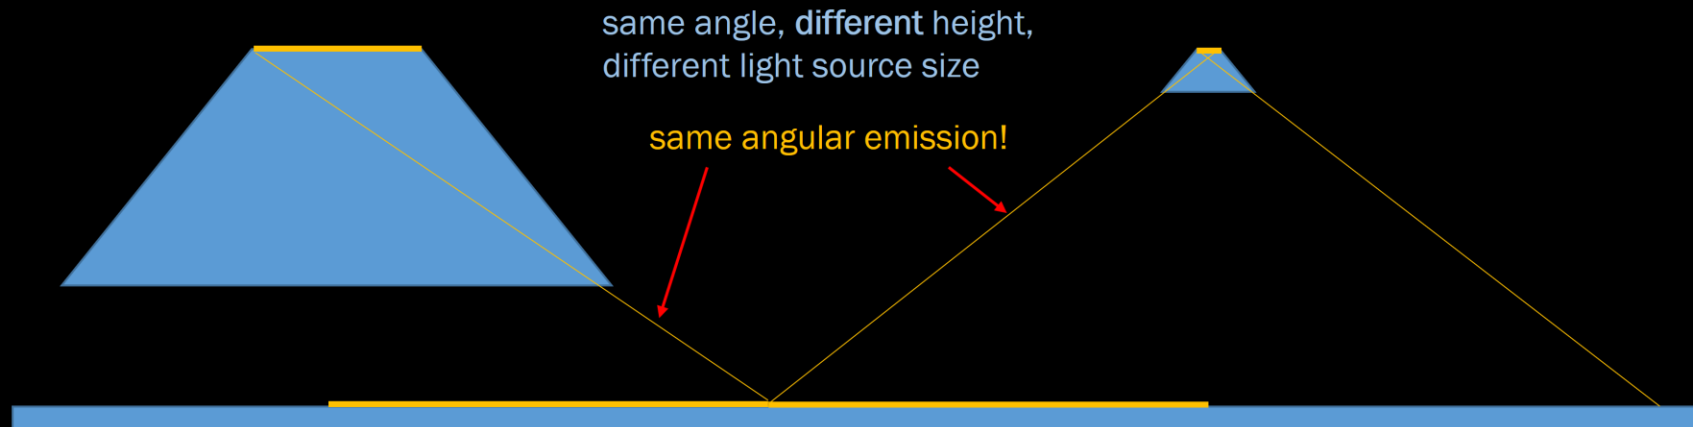 same angle, different height,
different light source size
same angular emission!